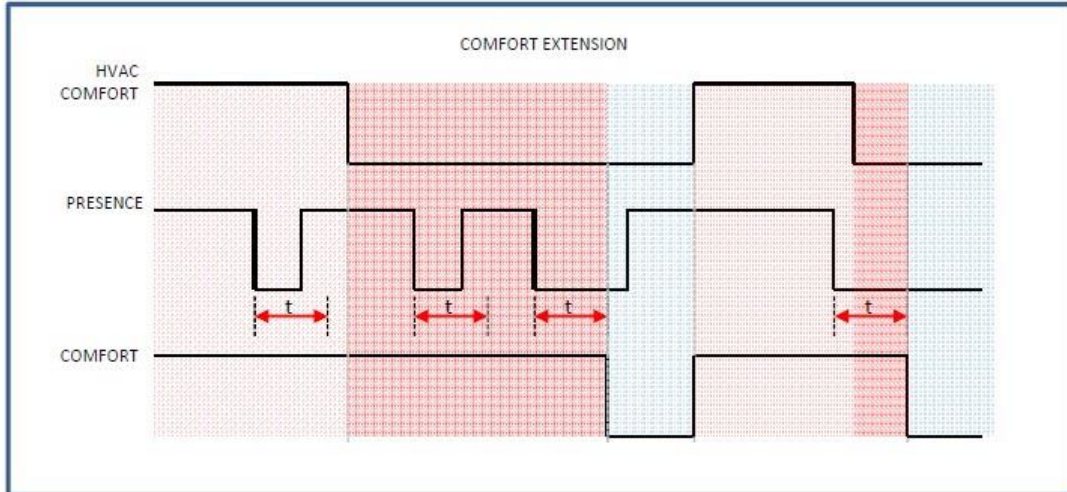 COMFORT EXTENSION
HVAC
COMFORT
PRESENCE
t
t
t
t
COMFORT